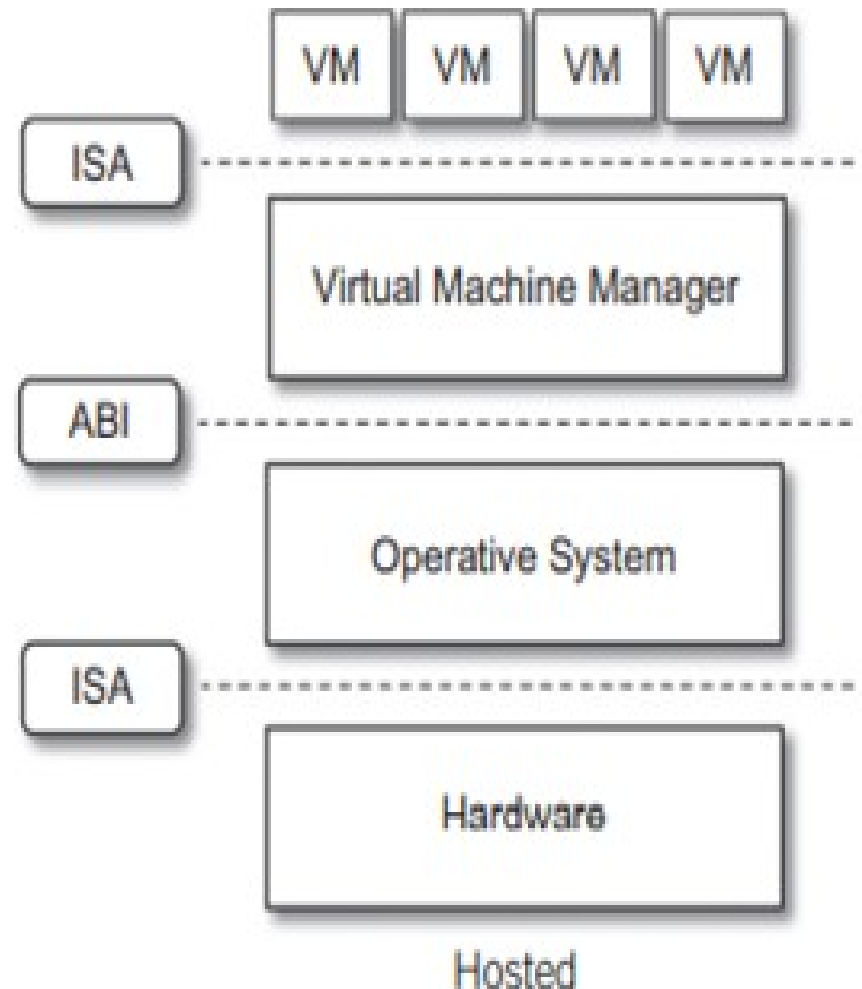 VM VM VM VM
ISA
Virtual Machine Manager
ABI
Operative System
ISA
Hardware
Hosted